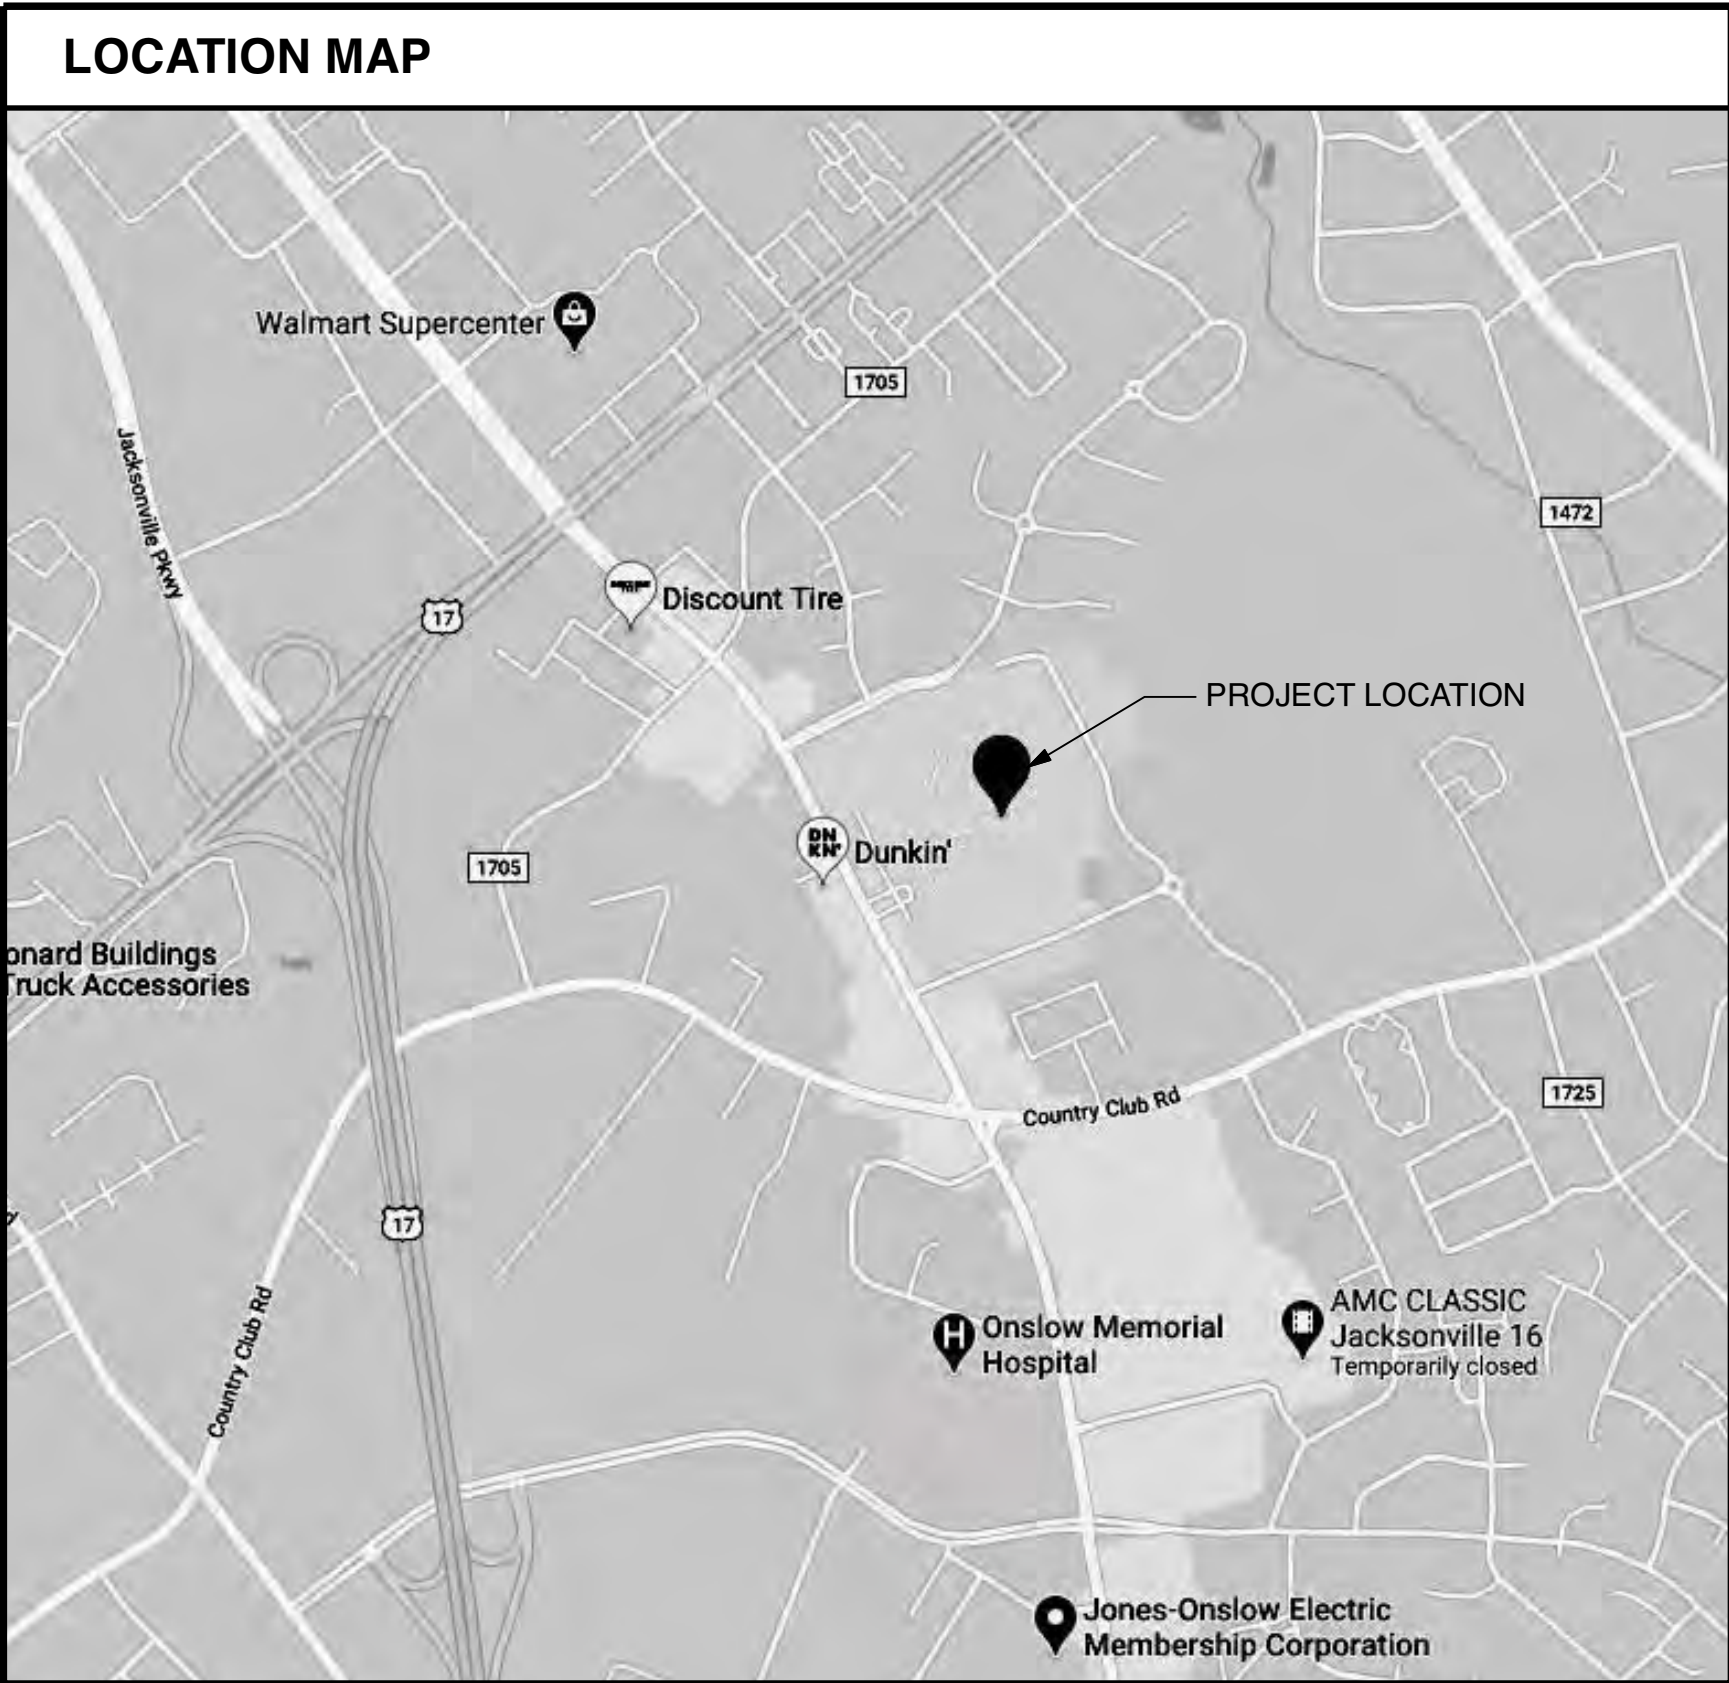 LOCATION MAP
Walmart Supercenter
1705
Jacksonville Pkwy
1472
17
Discount Tire
PROJECT LOCATION
DN
KN'
Dunkin'
1705
onard Buildings
Truck Accessories
Country Club Rd
1725
17
Country Club Rd
H
Onslow Memorial
Hospital
AMC CLASSIC
Jacksonville 16
Temporarily closed
Jones-Onslow Electric
Membership Corporation